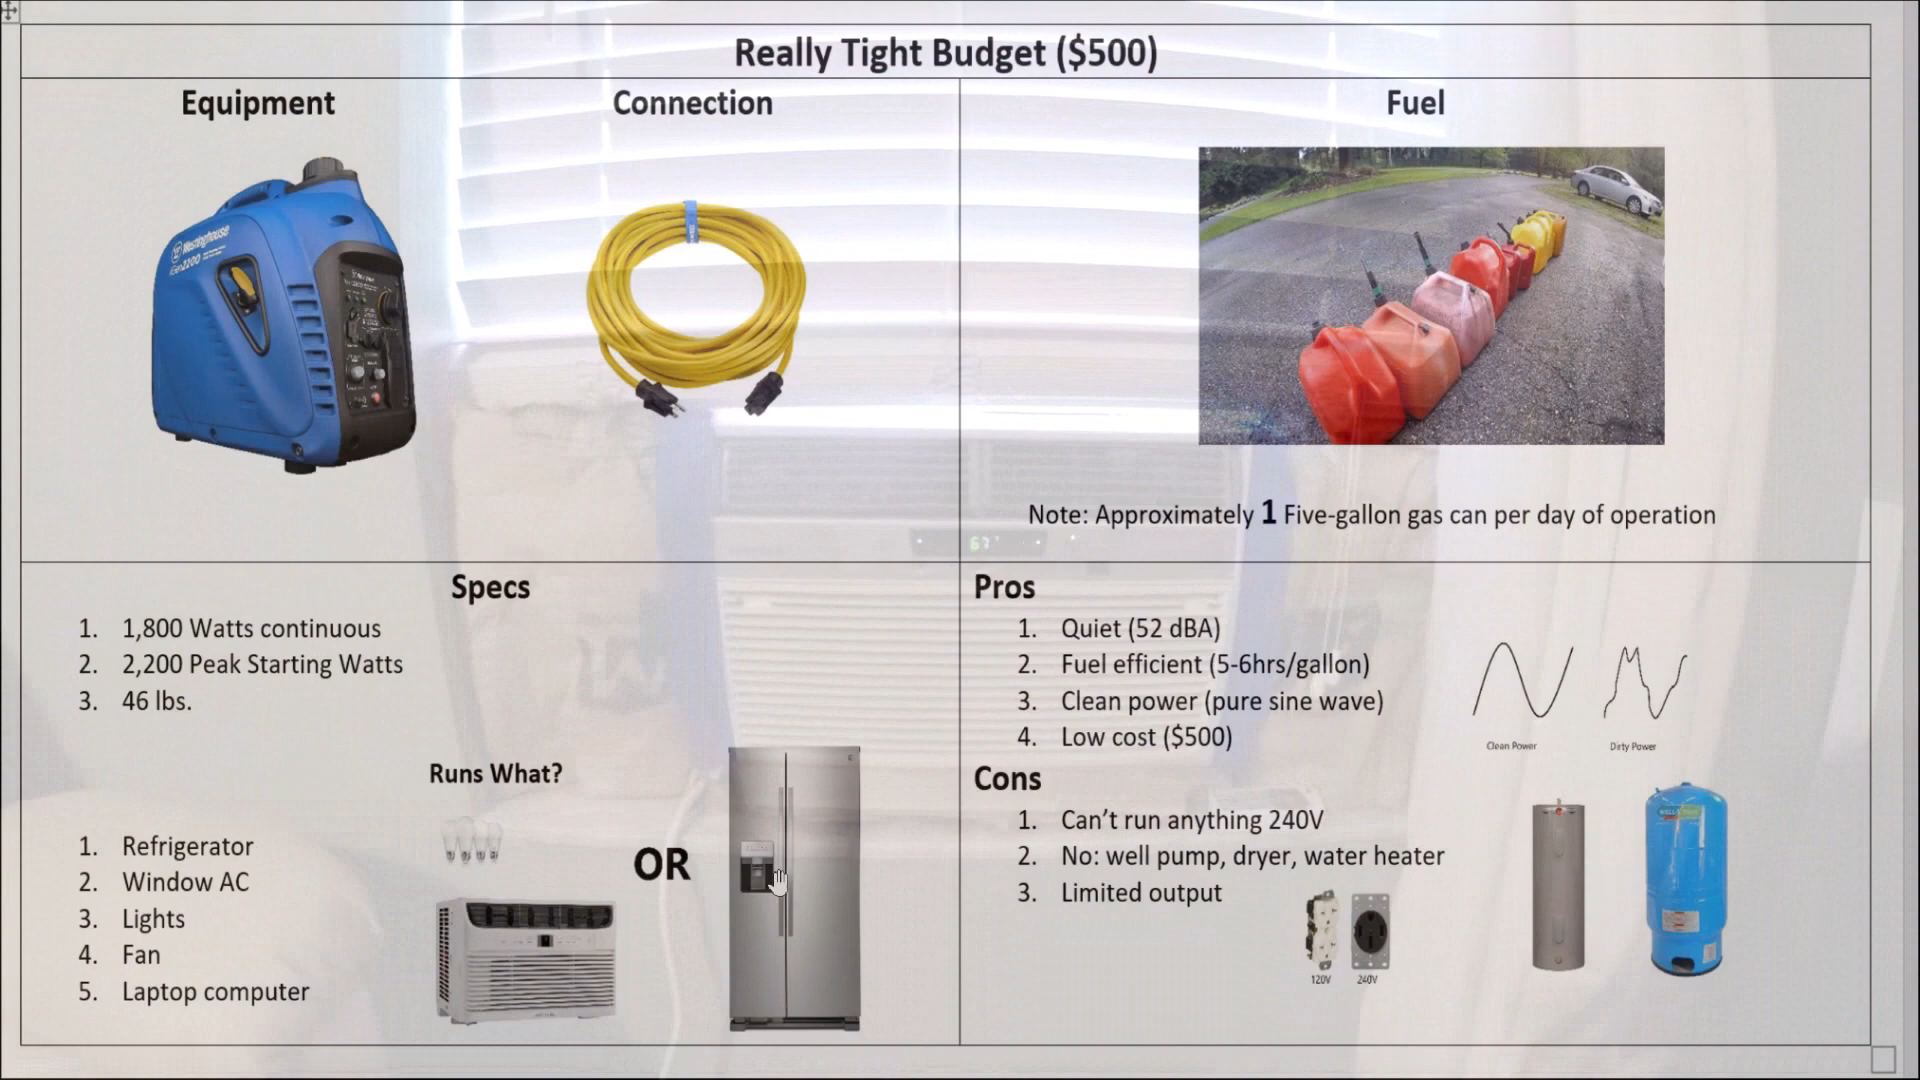 Really Tight Budget ($500)
Equipment
Connection
Fuel
Westinghouse
iGen2200
Note: Approximately 1 Five-gallon gas can per day of operation
67
Specs
1. 1,800 Watts continuous
2. 2,200 Peak Starting Watts
3. 46 lbs.
Runs What?
1. Refrigerator
2. Window AC
3. Lights
4. Fan
5. Laptop computer
OR
Pros
1. Quiet (52 dBA)
2. Fuel efficient (5-6hrs/gallon)
3. Clean power (pure sine wave)
4. Low cost ($500)
Clean Power
Dirty Power
Cons
1. Can’t run anything 240V
2. No: well pump, dryer, water heater
3. Limited output
120V
240V